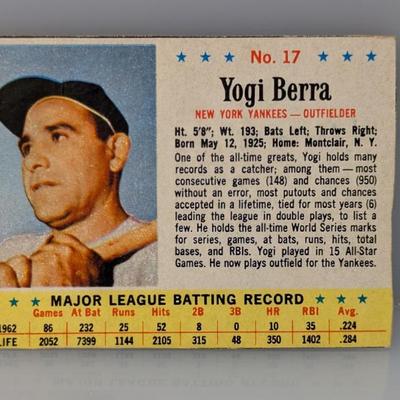 No. 17
Yogi Berra
NEW YORK YANKEES — OUTFIELDER
Ht. 5'8"; Wt. 193; Bats Left; Throws Right;
Born May 12, 1925; Home: Montclair, N. Y.
One of the all-time greats, Yogi holds many
records as a catcher; among them — most
consecutive games (148) and chances (950)
without an error, most putouts and chances
accepted in a lifetime, tied for most years (6)
leading the league in double plays, to list a
few. He holds the all-time World Series marks
for series, games, at bats, runs, hits, total
bases, and RBIs. Yogi played in 15 All-Star
Games. He now plays outfield for the Yankees.
MAJOR LEAGUE BATTING RECORD
Games At Bat Runs Hits 2B 3B HR RBI Avg.
1962 86 232 25 52 8 0 10 35 .224
LIFE 2052 7399 1144 2105 315 48 350 1402 .284
MAJOR LEAGUE BATTING RECORD